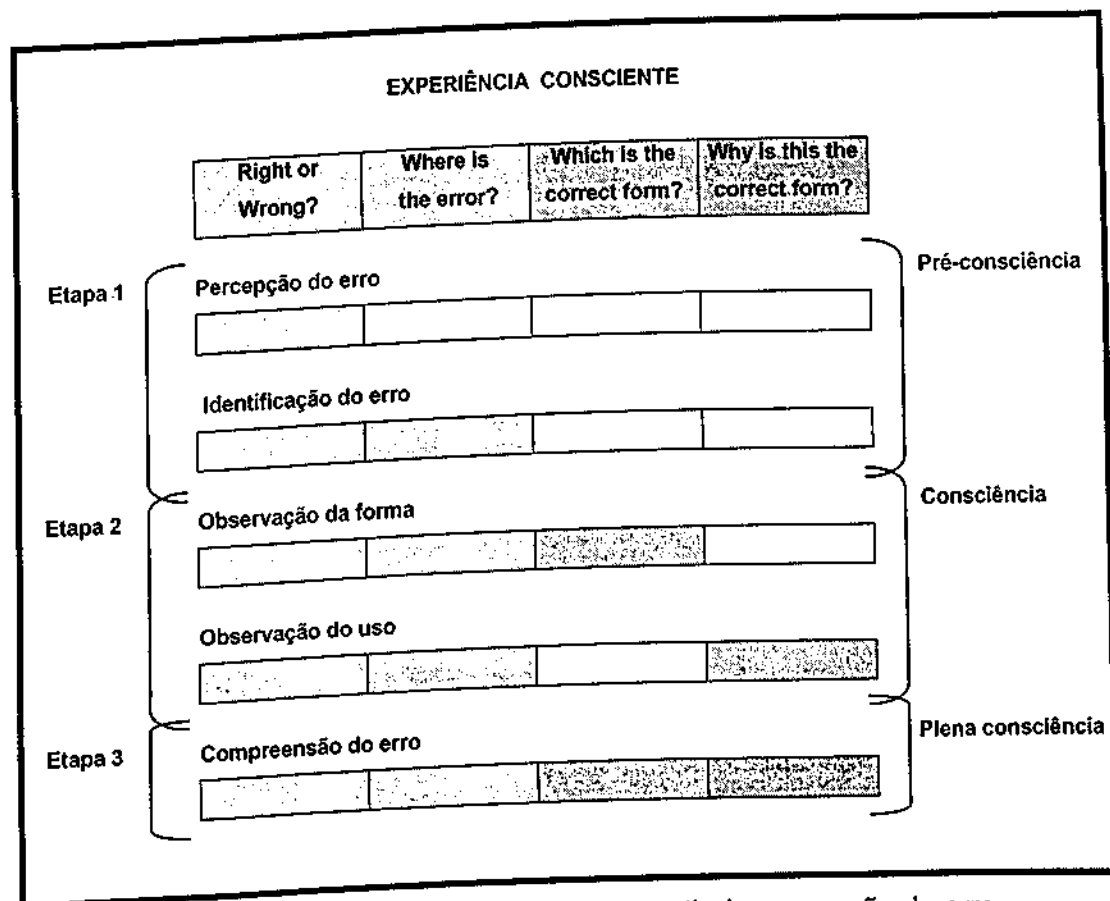 EXPERIÊNCIA CONSCIENTE
Right or Wrong?
Where is the error?
Which is the correct form?
Why is this the correct form?
Etapa 1
Percepção do erro
Pré-consciência
Identificação do erro
Etapa 2
Observação da forma
Consciência
Observação do uso
Etapa 3
Compreensão do erro
Plena consciência